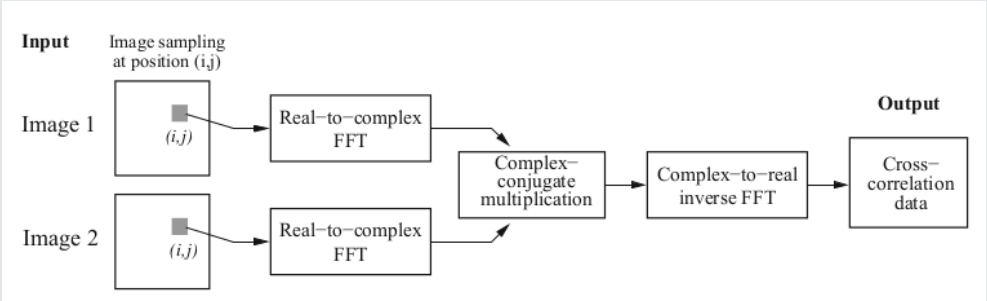 Input
Image sampling
at position (i,j)
Image 1
(i,j)
Real−to−complex
FFT
Image 2
(i,j)
Real−to−complex
FFT
Complex−
conjugate
multiplication
Complex−to−real
inverse FFT
Output
Cross−
correlation
data